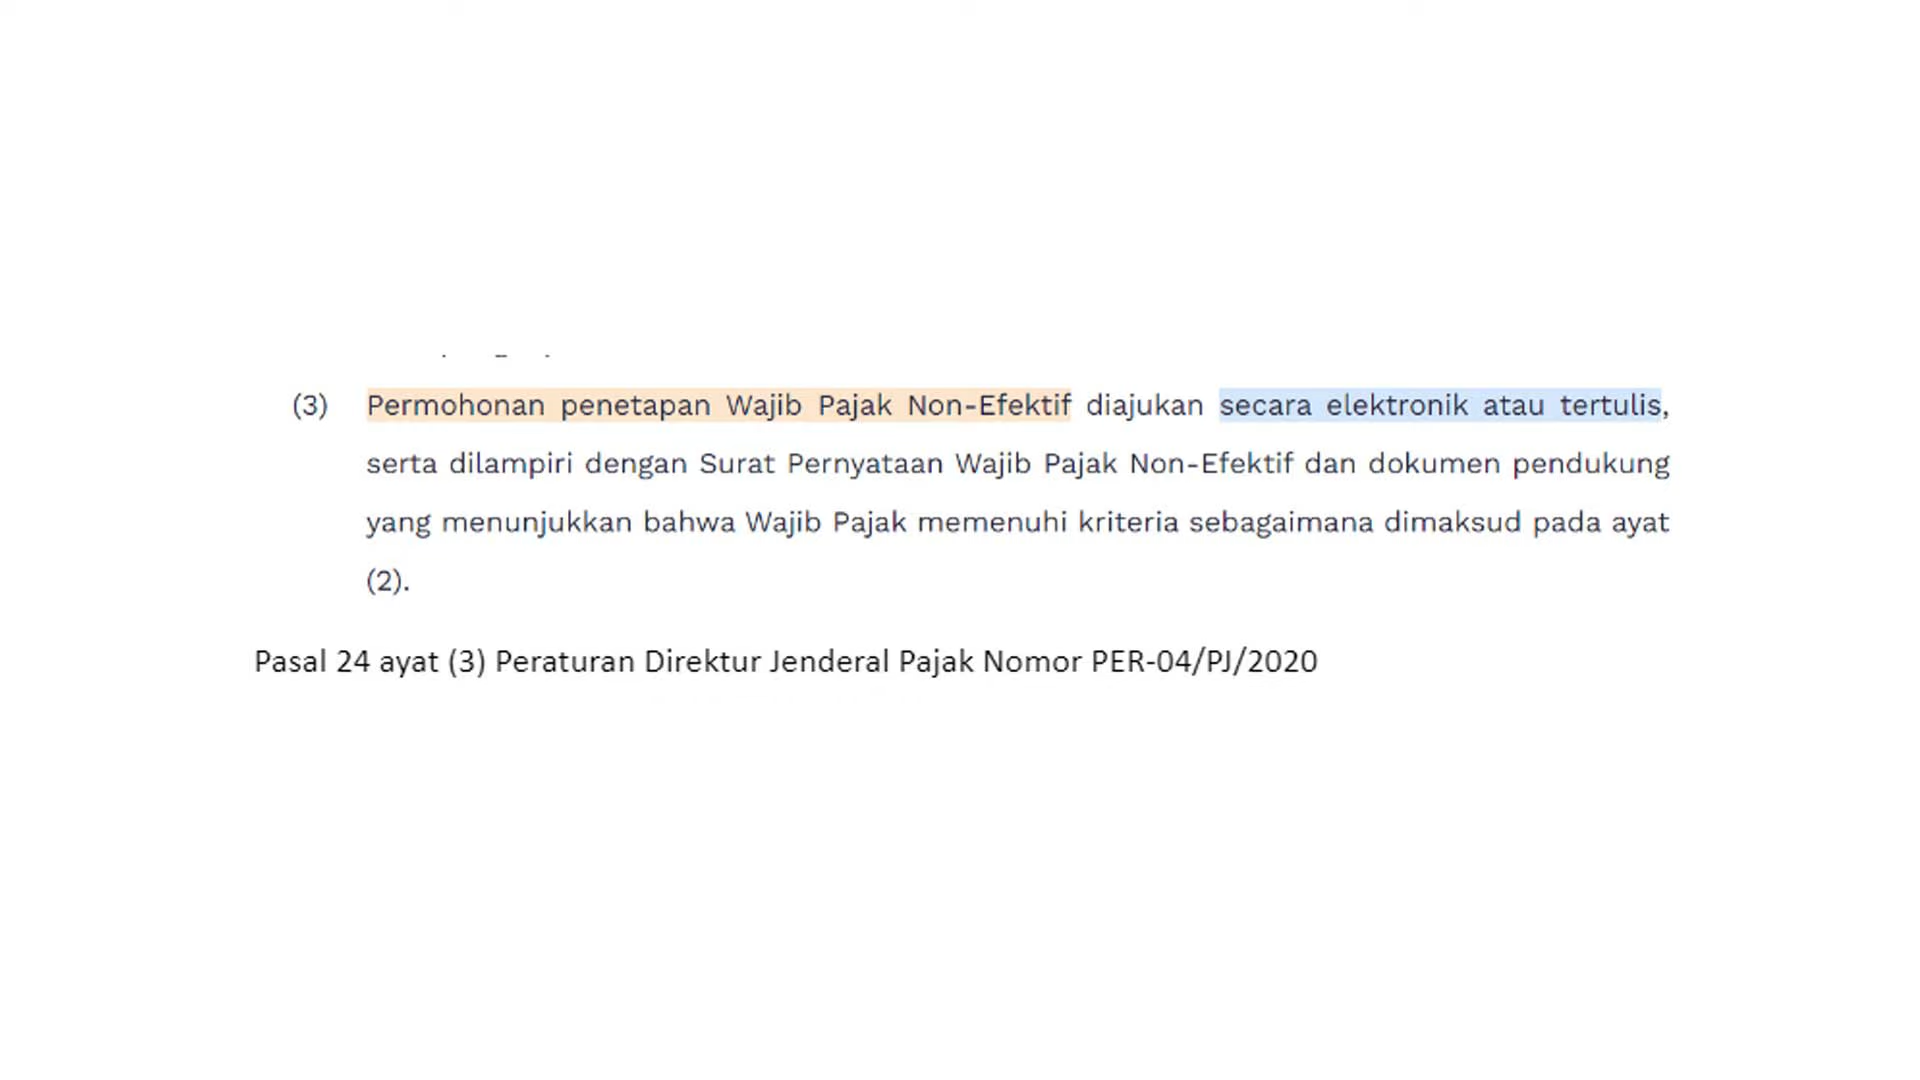 (3) Permohonan penetapan Wajib Pajak Non-Efektif diajukan secara elektronik atau tertulis,
serta dilampiri dengan Surat Pernyataan Wajib Pajak Non-Efektif dan dokumen pendukung
yang menunjukkan bahwa Wajib Pajak memenuhi kriteria sebagaimana dimaksud pada ayat
(2).
Pasal 24 ayat (3) Peraturan Direktur Jenderal Pajak Nomor PER-04/PJ/2020